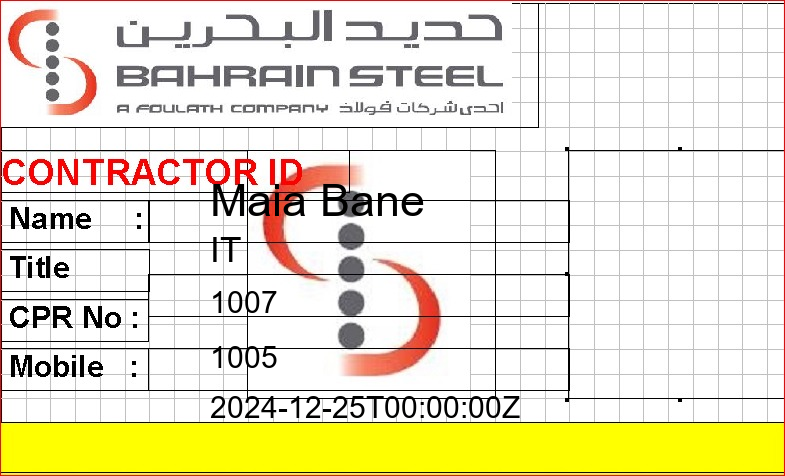 حديد البحرين
BAHRAIN STEEL
A FOULATH COMPANY احدى شركات فولاذ
CONTRACTOR ID
Name : Maia Bane
Title IT
CPR No : 1007
Mobile : 1005
2024-12-25T00:00:00Z